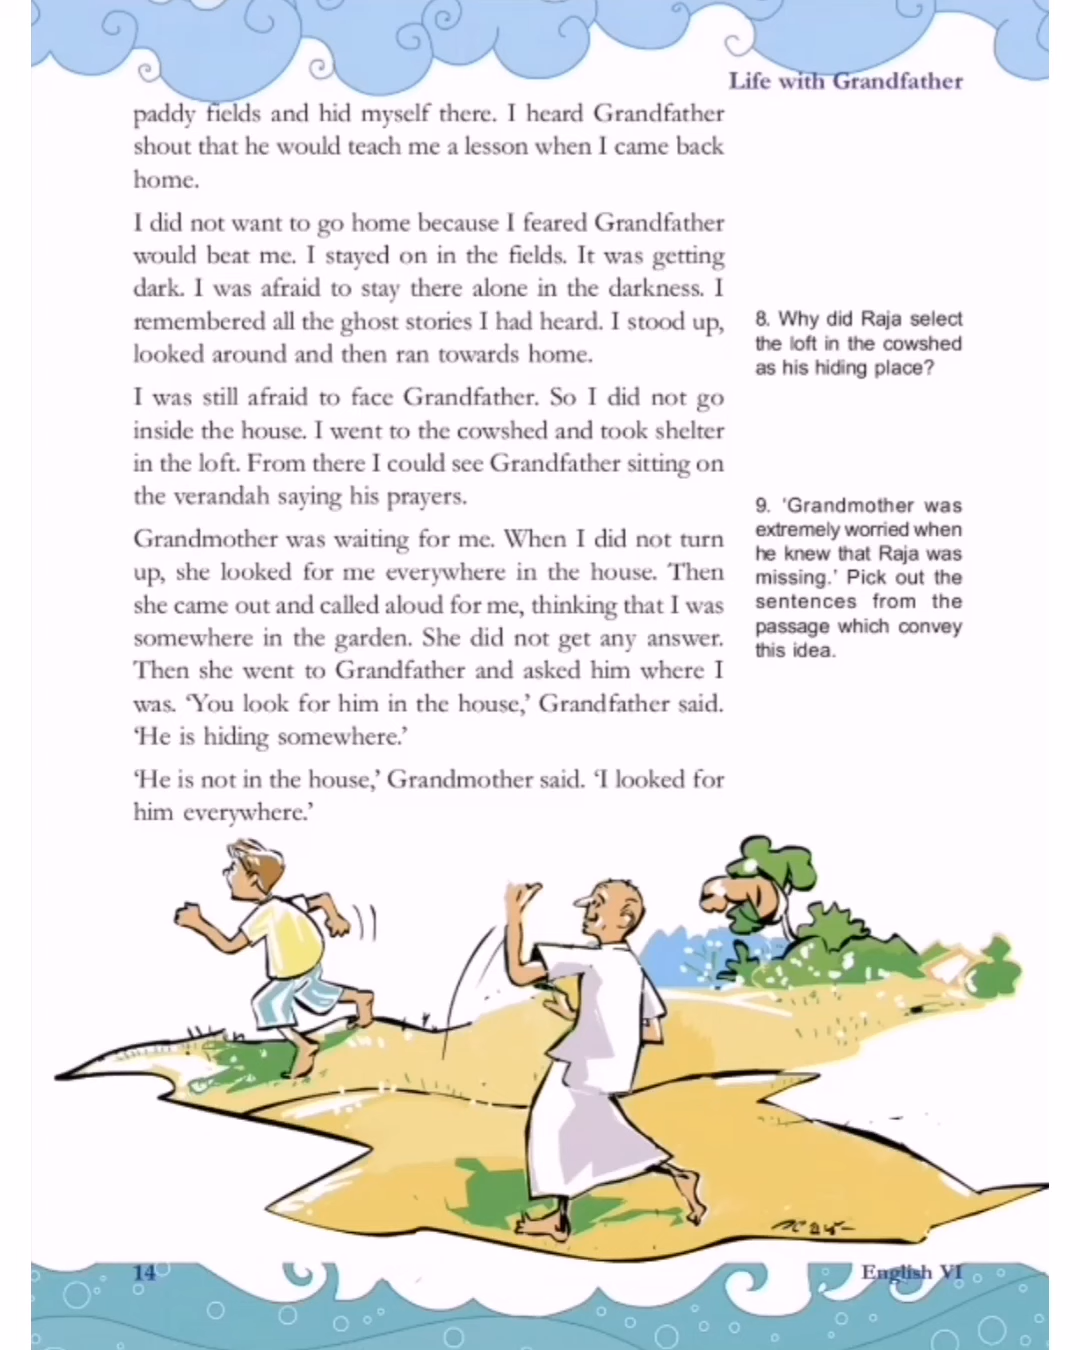 Life with Grandfather
paddy fields and hid myself there. I heard Grandfather
shout that he would teach me a lesson when I came back
home.
I did not want to go home because I feared Grandfather
would beat me. I stayed on in the fields. It was getting
dark. I was afraid to stay there alone in the darkness. I
remembered all the ghost stories I had heard. I stood up,
looked around and then ran towards home.
I was still afraid to face Grandfather. So I did not go
inside the house. I went to the cowshed and took shelter
in the loft. From there I could see Grandfather sitting on
the verandah saying his prayers.
Grandmother was waiting for me. When I did not turn
up, she looked for me everywhere in the house. Then
she came out and called aloud for me, thinking that I was
somewhere in the garden. She did not get any answer.
Then she went to Grandfather and asked him where I
was. ‘You look for him in the house,’ Grandfather said.
‘He is hiding somewhere.’
‘He is not in the house,’ Grandmother said. ‘I looked for
him everywhere.’
8. Why did Raja select
the loft in the cowshed
as his hiding place?
9. ‘Grandmother was
extremely worried when
he knew that Raja was
missing.’ Pick out the
sentences from the
passage which convey
this idea.
14
English VI